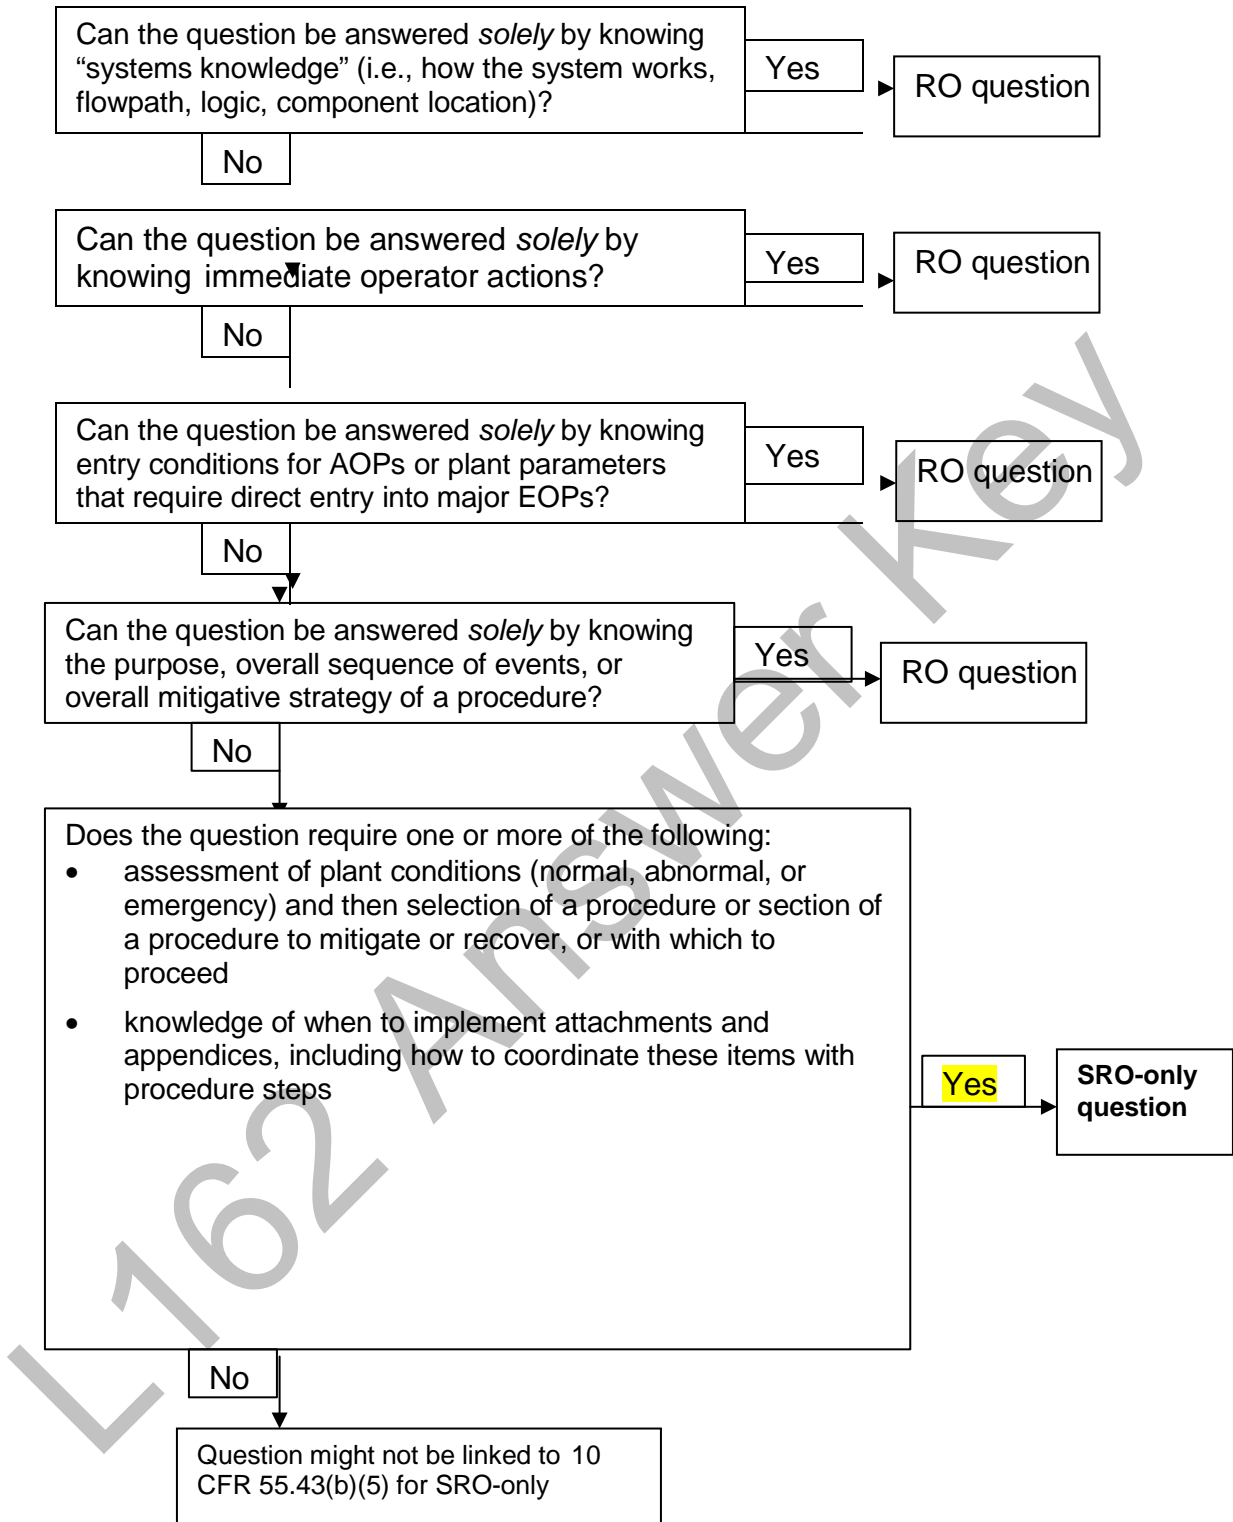 Can the question be answered solely by knowing
“systems knowledge” (i.e., how the system works,
flowpath, logic, component location)?
Yes
RO question
No
Can the question be answered solely by
knowing immediate operator actions?
Yes
RO question
No
Can the question be answered solely by knowing
entry conditions for AOPs or plant parameters
that require direct entry into major EOPs?
Yes
RO question
No
Can the question be answered solely by knowing
the purpose, overall sequence of events, or
overall mitigative strategy of a procedure?
Yes
RO question
No
Does the question require one or more of the following:
• assessment of plant conditions (normal, abnormal, or
emergency) and then selection of a procedure or section of
a procedure to mitigate or recover, or with which to
proceed
• knowledge of when to implement attachments and
appendices, including how to coordinate these items with
procedure steps
Yes
SRO-only
question
No
Question might not be linked to 10
CFR 55.43(b)(5) for SRO-only
L162 Answer Key